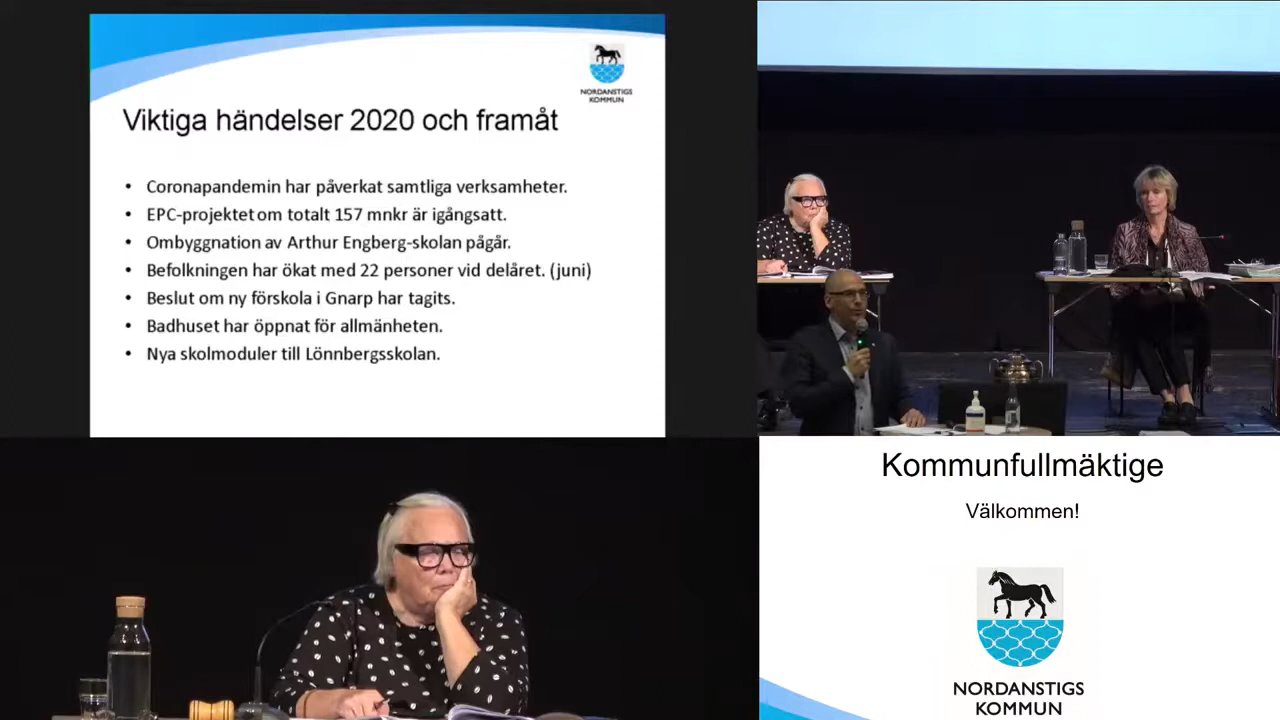 NORDANSTIGS
KOMMUN
Viktiga händelser 2020 och framåt
• Coronapandemin har påverkat samtliga verksamheter.
• EPC-projektet om totalt 157 mnkr är igångsatt.
• Ombyggnation av Arthur Engberg-skolan pågår.
• Befolkningen har ökat med 22 personer vid delåret. (juni)
• Beslut om ny förskola i Gnarp har tagits.
• Badhuset har öppnat för allmänheten.
• Nya skolmoduler till Lönnbergsskolan.
Kommunfullmäktige
Välkommen!
NORDANSTIGS
KOMMUN